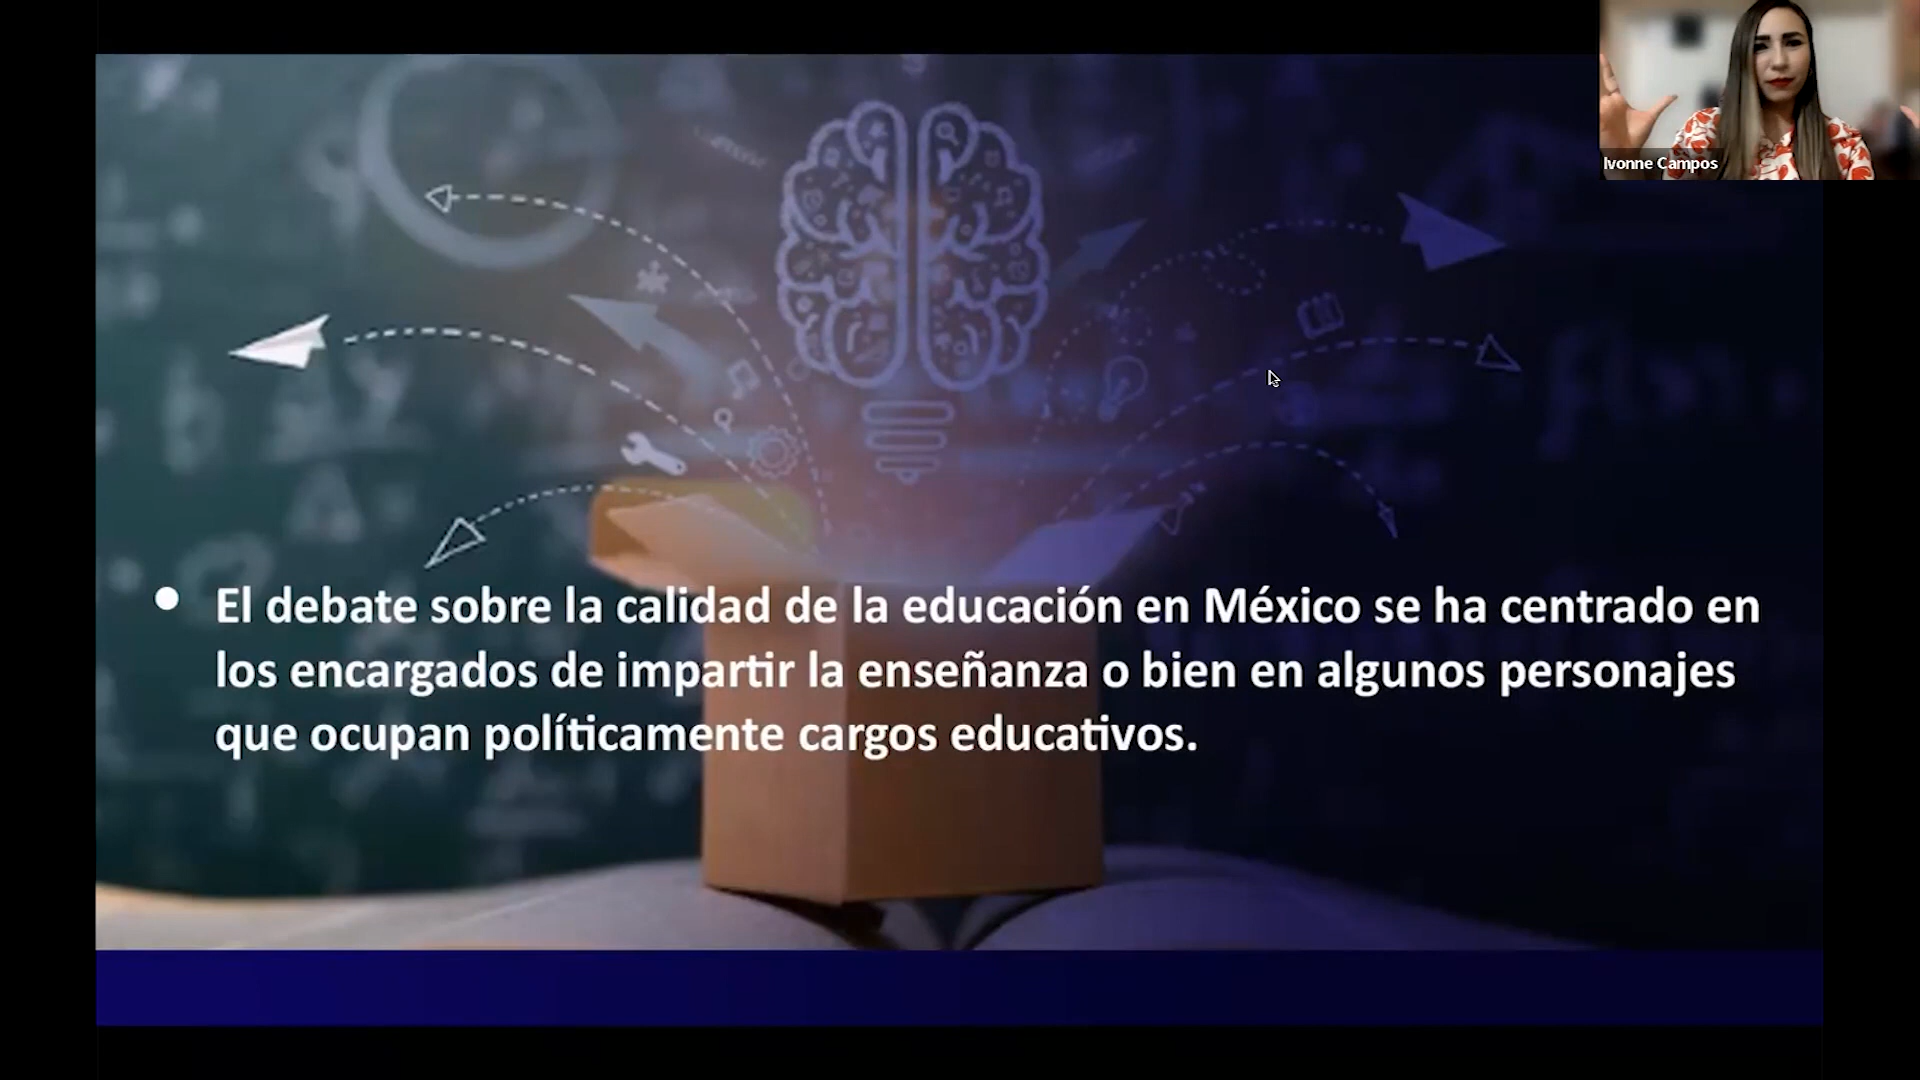 Ivonne Campos
• El debate sobre la calidad de la educación en México se ha centrado en
los encargados de impartir la enseñanza o bien en algunos personajes
que ocupan políticamente cargos educativos.